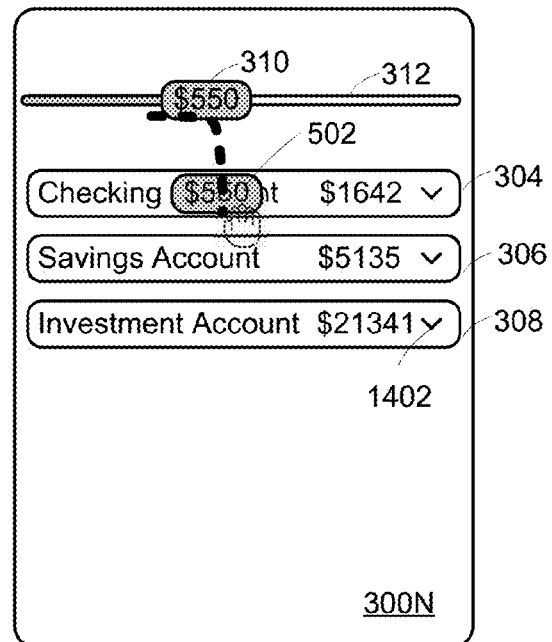 310
312
$550
502
Checking $550 nt $1642
304
Savings Account $5135
306
Investment Account $21341
308
1402
300N